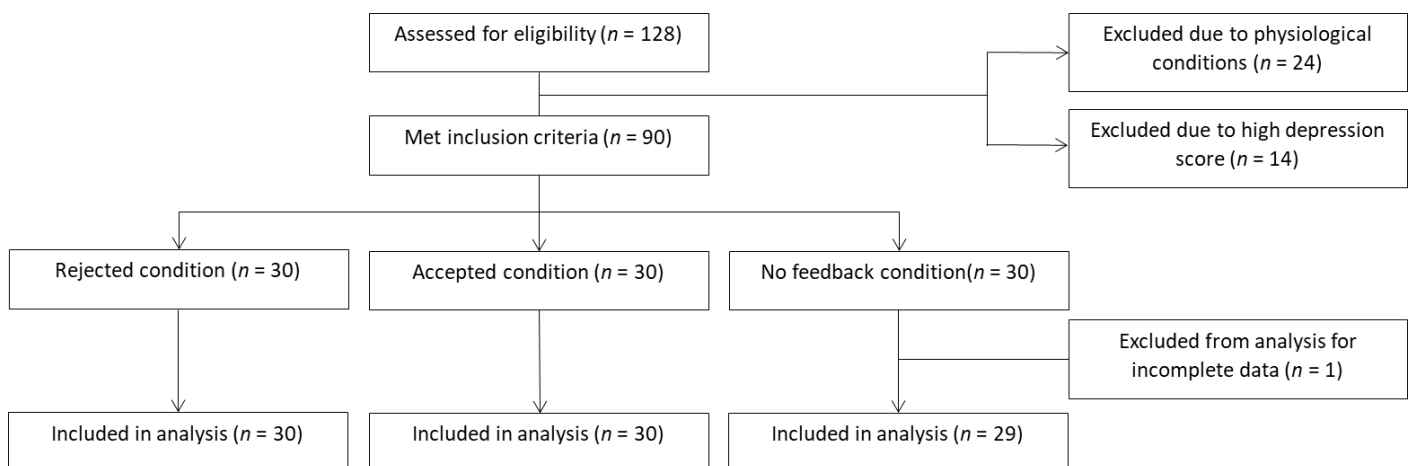 Assessed for eligibility (n = 128)
Excluded due to physiological
conditions (n = 24)
Met inclusion criteria (n = 90)
Excluded due to high depression
score (n = 14)
Rejected condition (n = 30)
Accepted condition (n = 30)
No feedback condition(n = 30)
Excluded from analysis for
incomplete data (n = 1)
Included in analysis (n = 30)
Included in analysis (n = 30)
Included in analysis (n = 29)